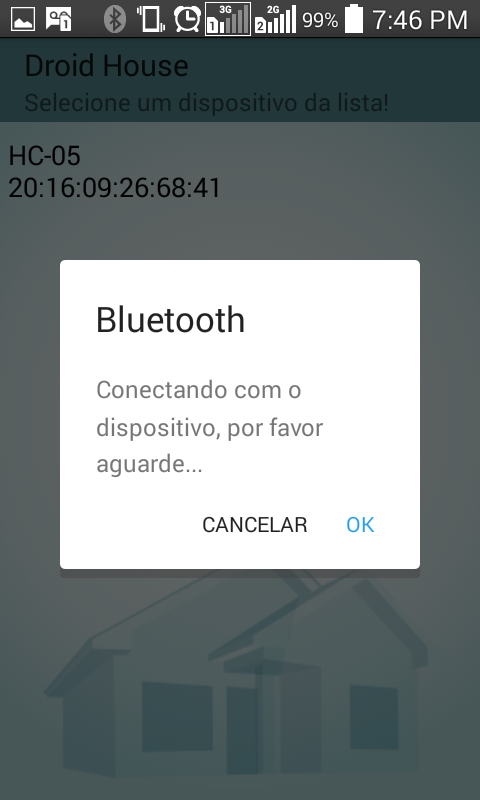 1 3G 2 2G 99% 7:46 PM
Droid House
Selecione um dispositivo da lista!
HC-05
20:16:09:26:68:41
Bluetooth
Conectando com o
dispositivo, por favor
aguarde...
CANCELAR OK